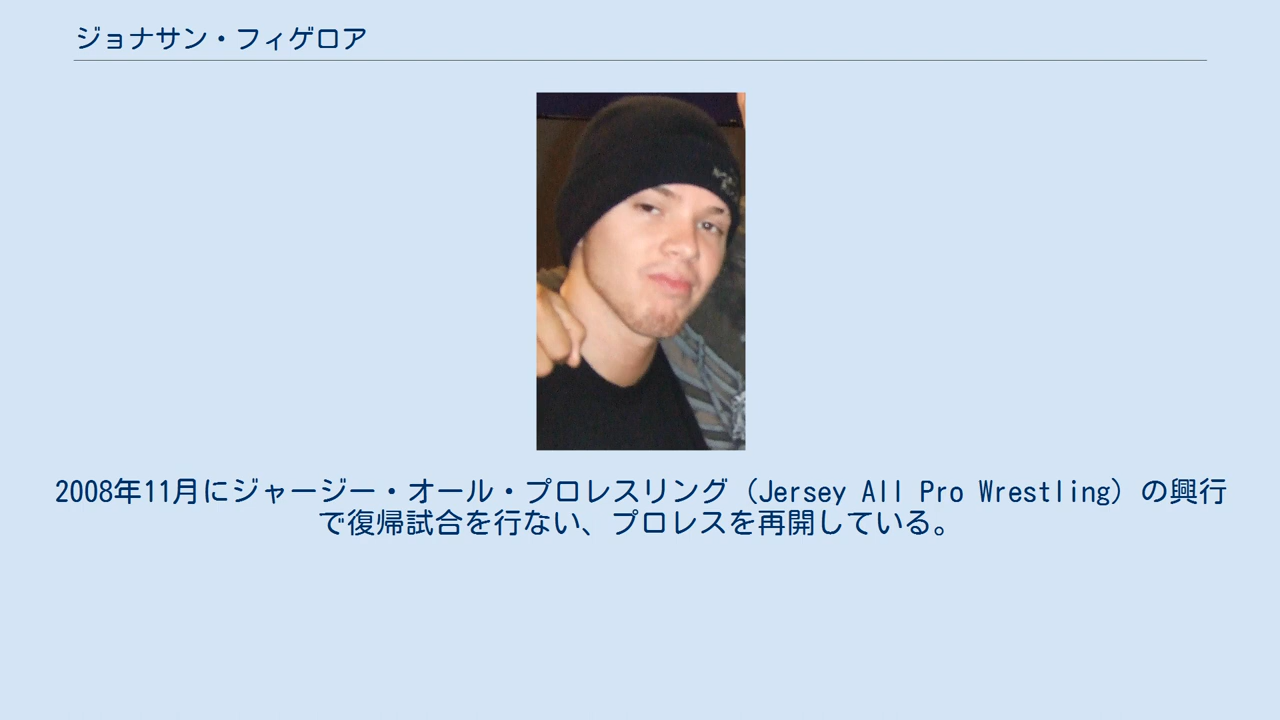 ジョナサン・フィゲロア
2008年11月にジャージー・オール・プロレスリング（Jersey All Pro Wrestling）の興行
で復帰試合を行ない、プロレスを再開している。